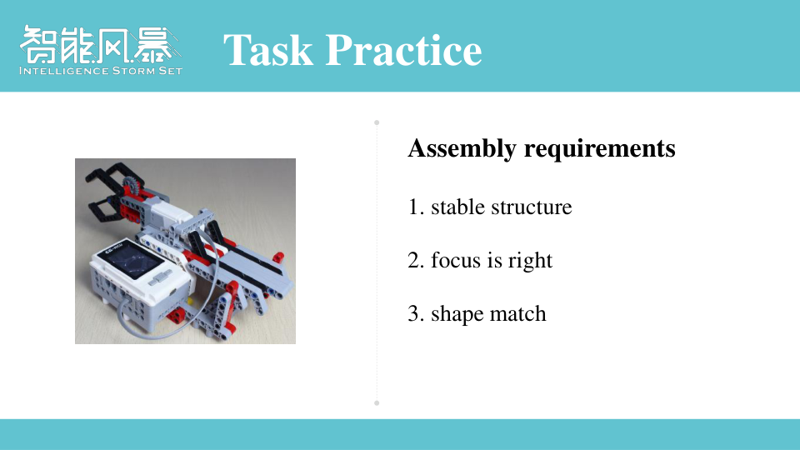 智能风暴
INTELLIGENCE STORM SET
Task Practice
Assembly requirements
1. stable structure
2. focus is right
3. shape match